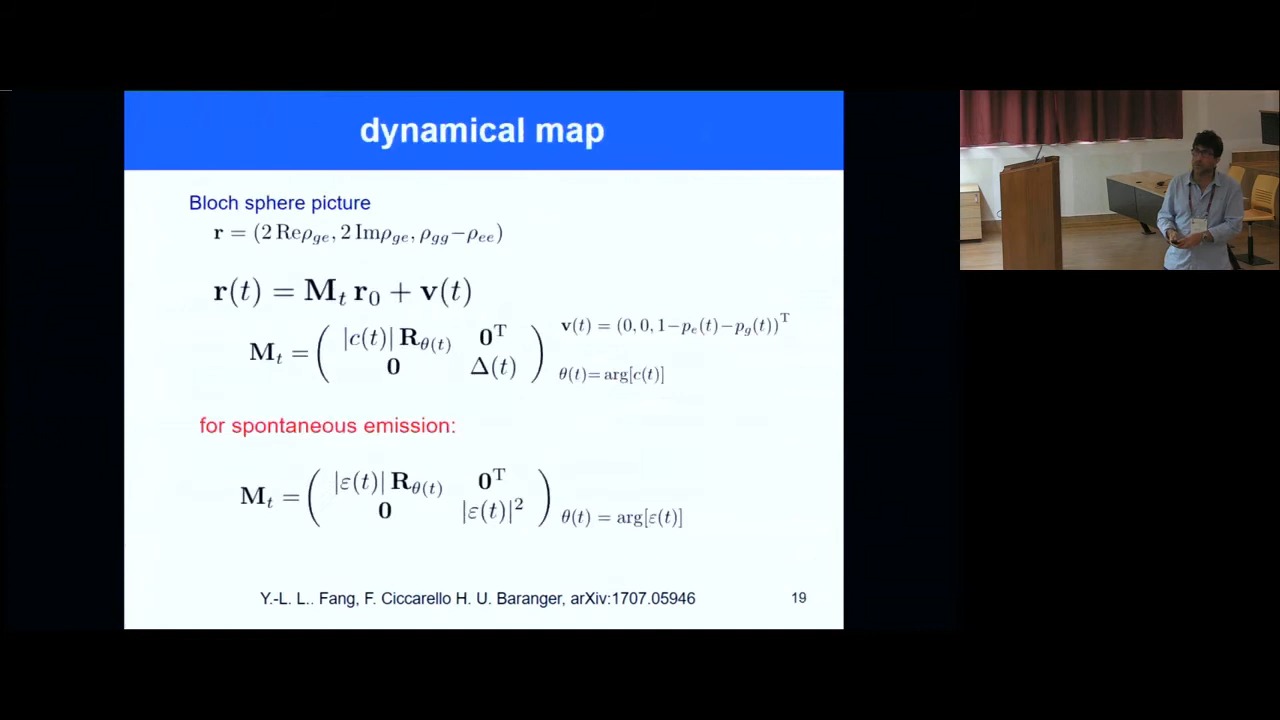 dynamical map
Bloch sphere picture
r = (2 Reρ_ge, 2 Imρ_ge, ρ_gg−ρ_ee)
r(t) = M_t r_0 + v(t)
M_t = ( |c(t)| R_θ(t) 0^T
0 Δ(t) )
v(t) = (0, 0, 1−p_e(t)−p_g(t))^T
θ(t)= arg[c(t)]
for spontaneous emission:
M_t = ( |ε(t)| R_θ(t) 0^T
0 |ε(t)|^2 )
θ(t) = arg[ε(t)]
Y.-L. L.. Fang, F. Ciccarello H. U. Baranger, arXiv:1707.05946
19